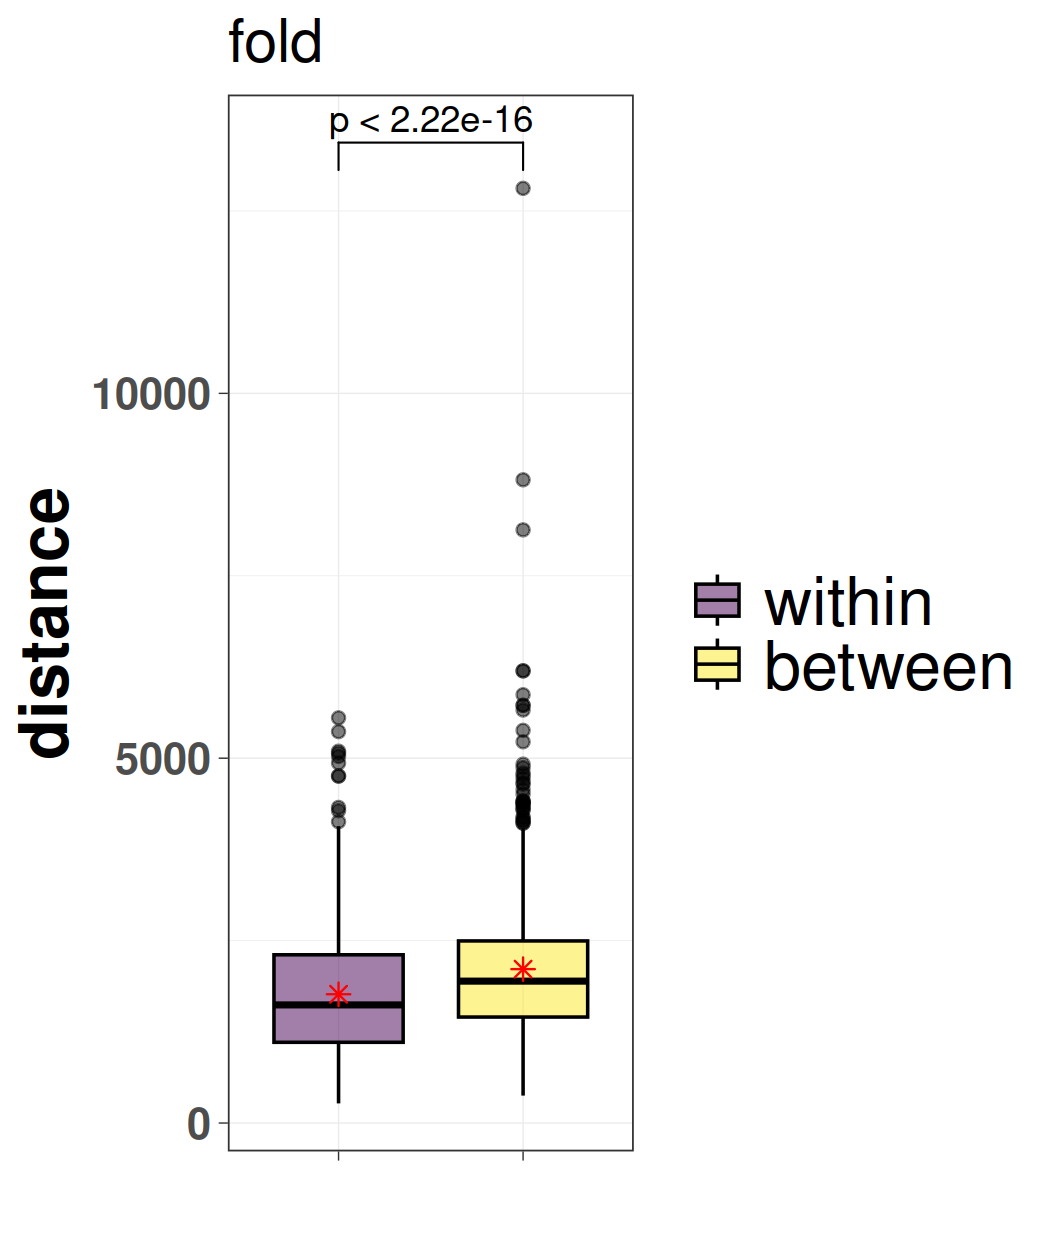 fold
p < 2.22e-16
10000
5000
0
distance
within
between